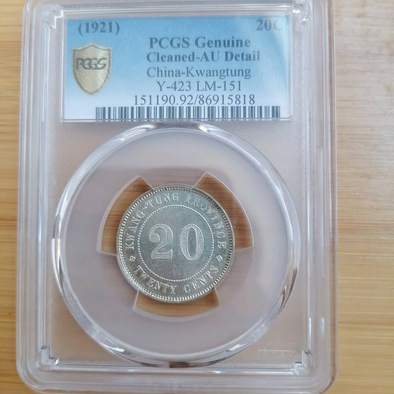 (1921) 20C
PCGS Genuine
Cleaned-AU Detail
China-Kwangtung
Y-423 LM-151
151190.92/86915818
PCGS
KWANG-TUNG PROVINCE
20
TWENTY CENTS